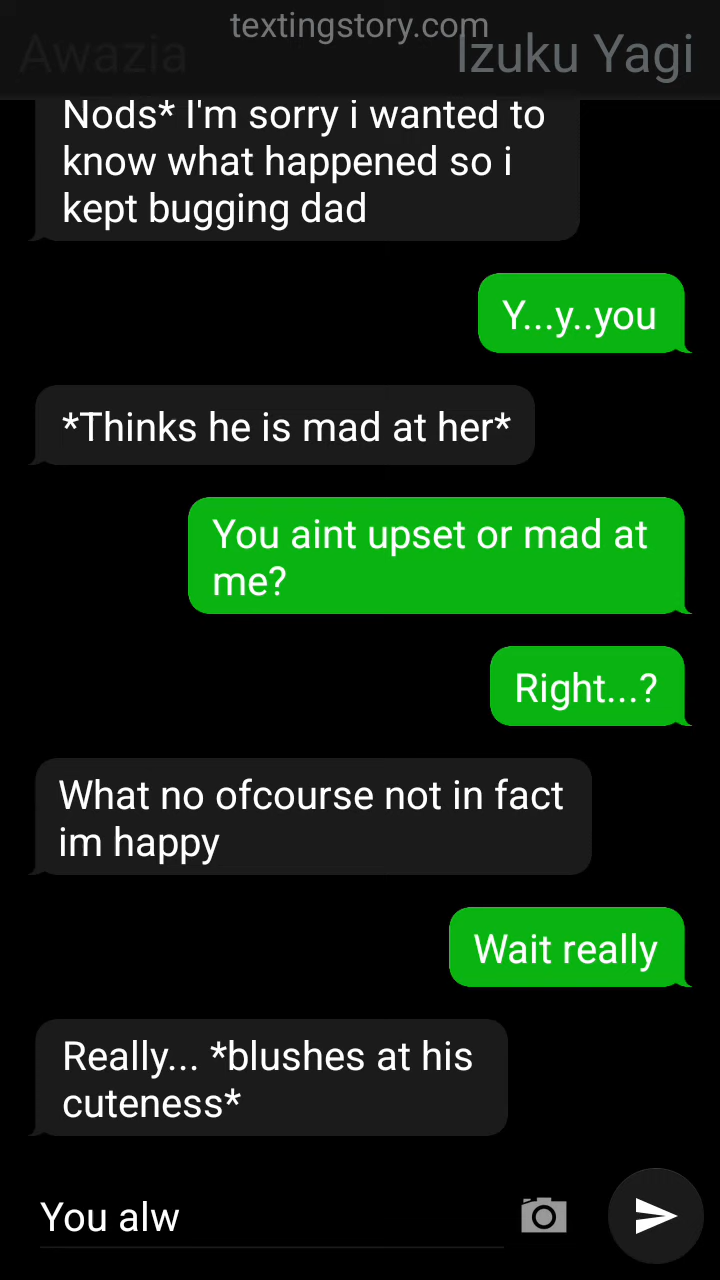 textingstory.com
Awazia
Izuku Yagi
Nods* I'm sorry i wanted to
know what happened so i
kept bugging dad
Y...y..you
*Thinks he is mad at her*
You aint upset or mad at
me?
Right...?
What no ofcourse not in fact
im happy
Wait really
Really... *blushes at his
cuteness*
You alw